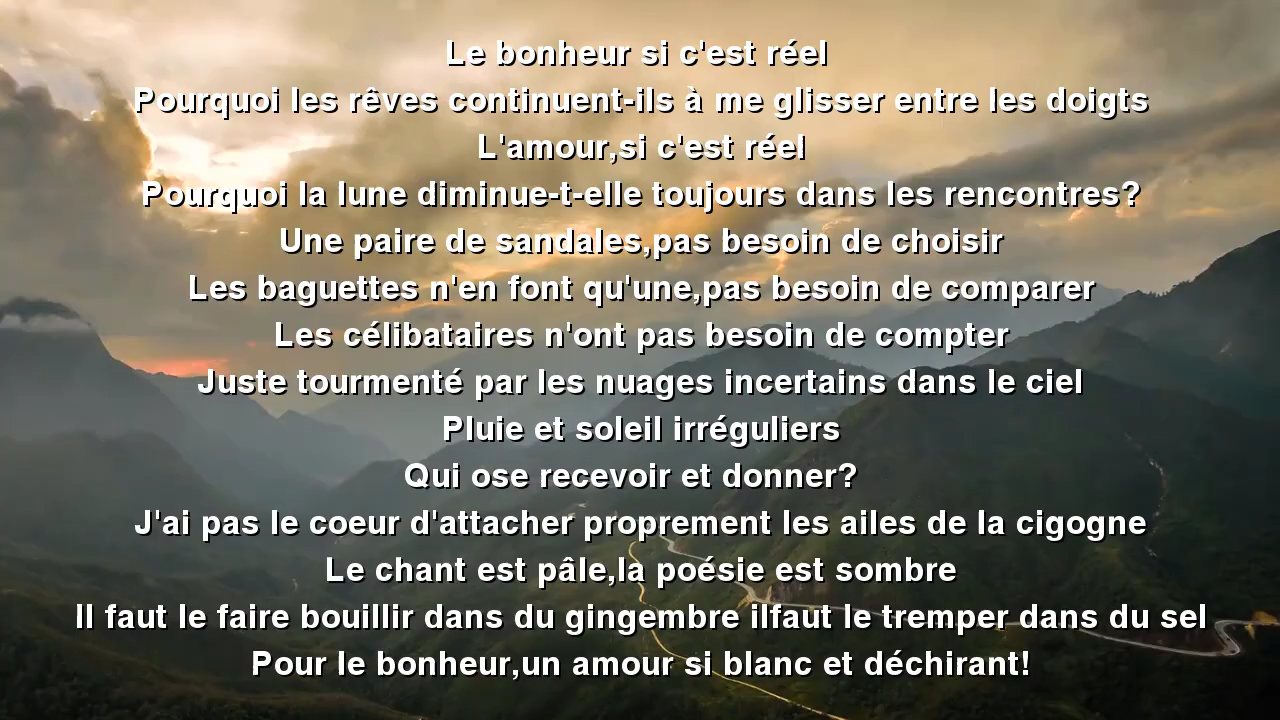 Le bonheur si c'est réel
Pourquoi les rêves continuent-ils à me glisser entre les doigts
L'amour,si c'est réel
Pourquoi la lune diminue-t-elle toujours dans les rencontres?
Une paire de sandales,pas besoin de choisir
Les baguettes n'en font qu'une,pas besoin de comparer
Les célibataires n'ont pas besoin de compter
Juste tourmenté par les nuages incertains dans le ciel
Pluie et soleil irréguliers
Qui ose recevoir et donner?
J'ai pas le coeur d'attacher proprement les ailes de la cigogne
Le chant est pâle,la poésie est sombre
Il faut le faire bouillir dans du gingembre ilfaut le tremper dans du sel
Pour le bonheur,un amour si blanc et déchirant!